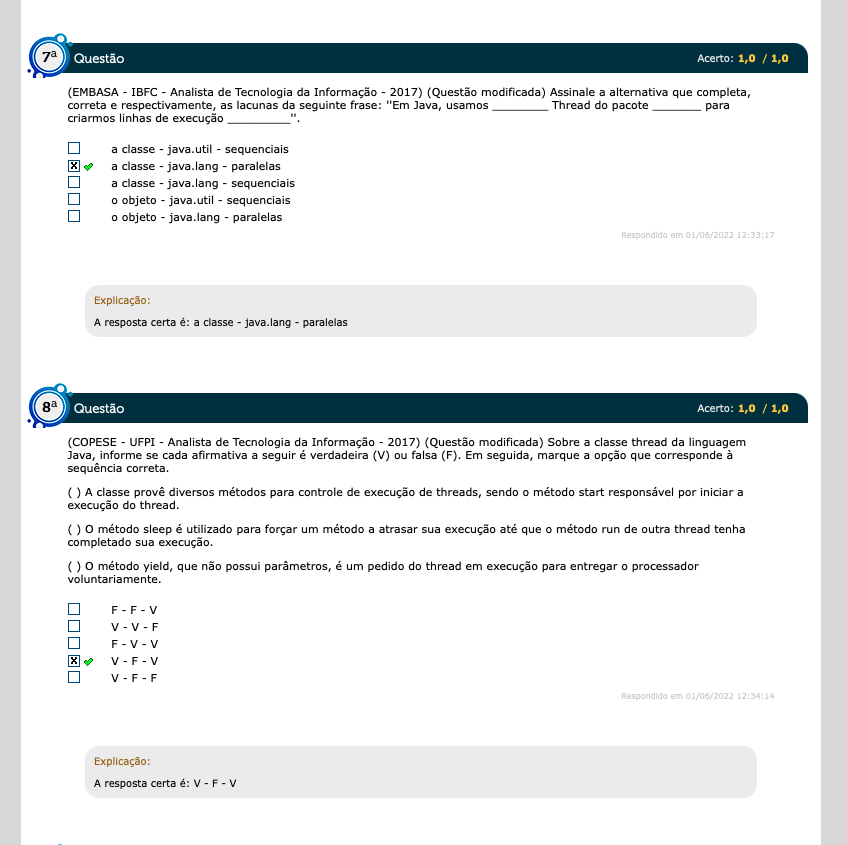 7ª Questão Acerto: 1,0 / 1,0
(EMBASA - IBFC - Analista de Tecnologia da Informação - 2017) (Questão modificada) Assinale a alternativa que completa,
correta e respectivamente, as lacunas da seguinte frase: "Em Java, usamos _________ Thread do pacote ________ para
criarmos linhas de execução __________".
a classe - java.util - sequenciais
X a classe - java.lang - paralelas
a classe - java.lang - sequenciais
o objeto - java.util - sequenciais
o objeto - java.lang - paralelas
Respondido em 01/06/2022 12:33:17
Explicação:
A resposta certa é: a classe - java.lang - paralelas
8ª Questão Acerto: 1,0 / 1,0
(COPESE - UFPI - Analista de Tecnologia da Informação - 2017) (Questão modificada) Sobre a classe thread da linguagem
Java, informe se cada afirmativa a seguir é verdadeira (V) ou falsa (F). Em seguida, marque a opção que corresponde à
sequência correta.
( ) A classe provê diversos métodos para controle de execução de threads, sendo o método start responsável por iniciar a
execução do thread.
( ) O método sleep é utilizado para forçar um método a atrasar sua execução até que o método run de outra thread tenha
completado sua execução.
( ) O método yield, que não possui parâmetros, é um pedido do thread em execução para entregar o processador
voluntariamente.
F - F - V
V - V - F
F - V - V
X V - F - V
V - F - F
Respondido em 01/06/2022 12:34:14
Explicação:
A resposta certa é: V - F - V